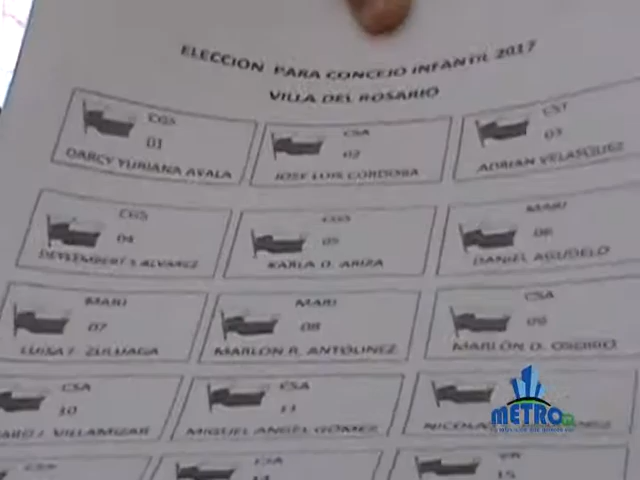 ELECCION PARA CONCEJO INFANTIL 2017
VILLA DEL ROSARIO
CGS CSA CST
01 02 03
DARCY YURIANA AYALA JOSE LUIS CORDOBA ADRIAN VELASQUEZ
CGS CGS MARI
04 05 06
ALVAREZ KARLA D. ARIZA DANIEL AGUDELO
MARI MARI CSA
07 08 09
LUISA F. ZULUAGA MARLON R. ANTOLINEZ MARLON D. OSORIO
CSA CSA
10 11
VILLAMIZAR MIGUEL ANGEL GOMEZ
CSA
15
METRO